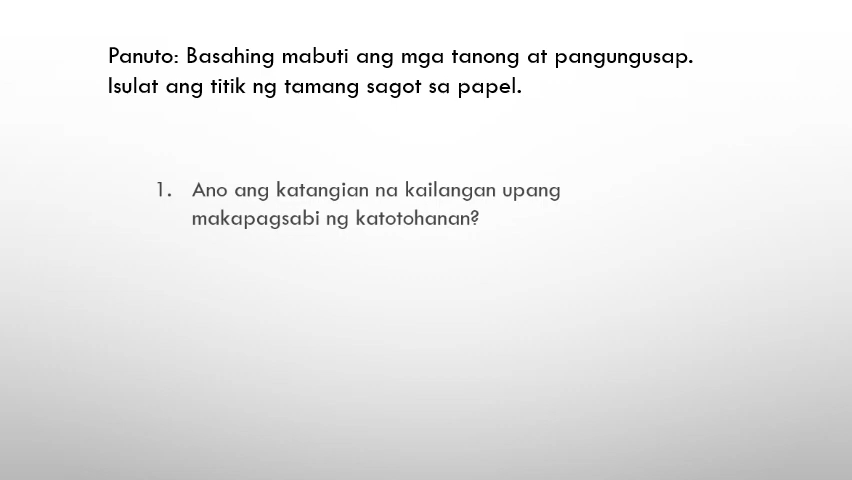 Panuto: Basahing mabuti ang mga tanong at pangungusap.
Isulat ang titik ng tamang sagot sa papel.
1. Ano ang katangian na kailangan upang
makapagsabi ng katotohanan?